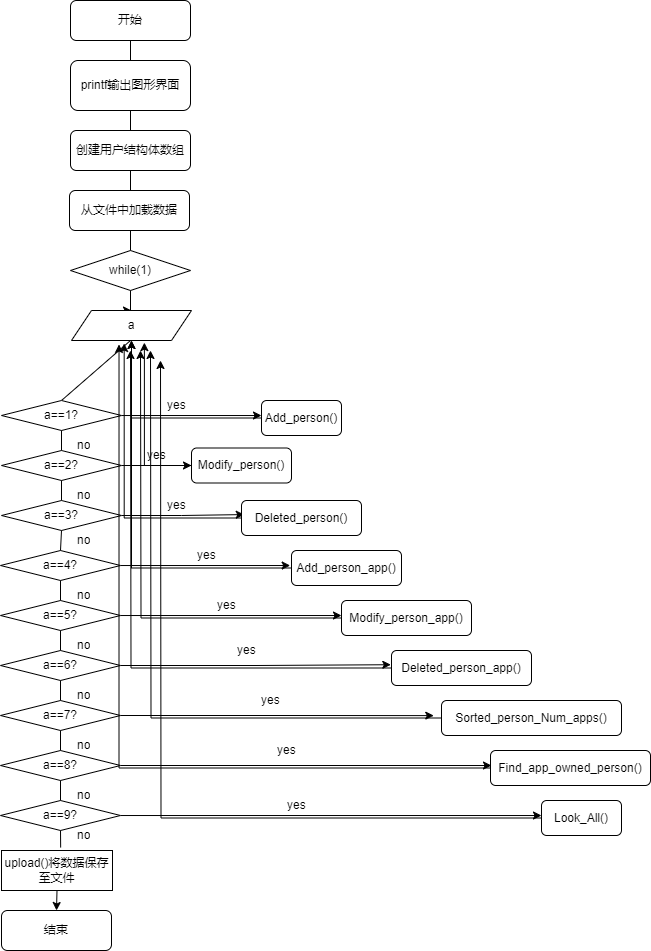 开始
printf输出图形界面
创建用户结构体数组
从文件中加载数据
while(1)
a
a==1?
yes
Add_person()
no
a==2?
yes
Modify_person()
no
a==3?
yes
Deleted_person()
no
a==4?
yes
Add_person_app()
no
a==5?
yes
Modify_person_app()
no
a==6?
yes
Deleted_person_app()
no
a==7?
yes
Sorted_person_Num_apps()
no
a==8?
yes
Find_app_owned_person()
no
a==9?
yes
Look_All()
no
upload()将数据保存
至文件
结束